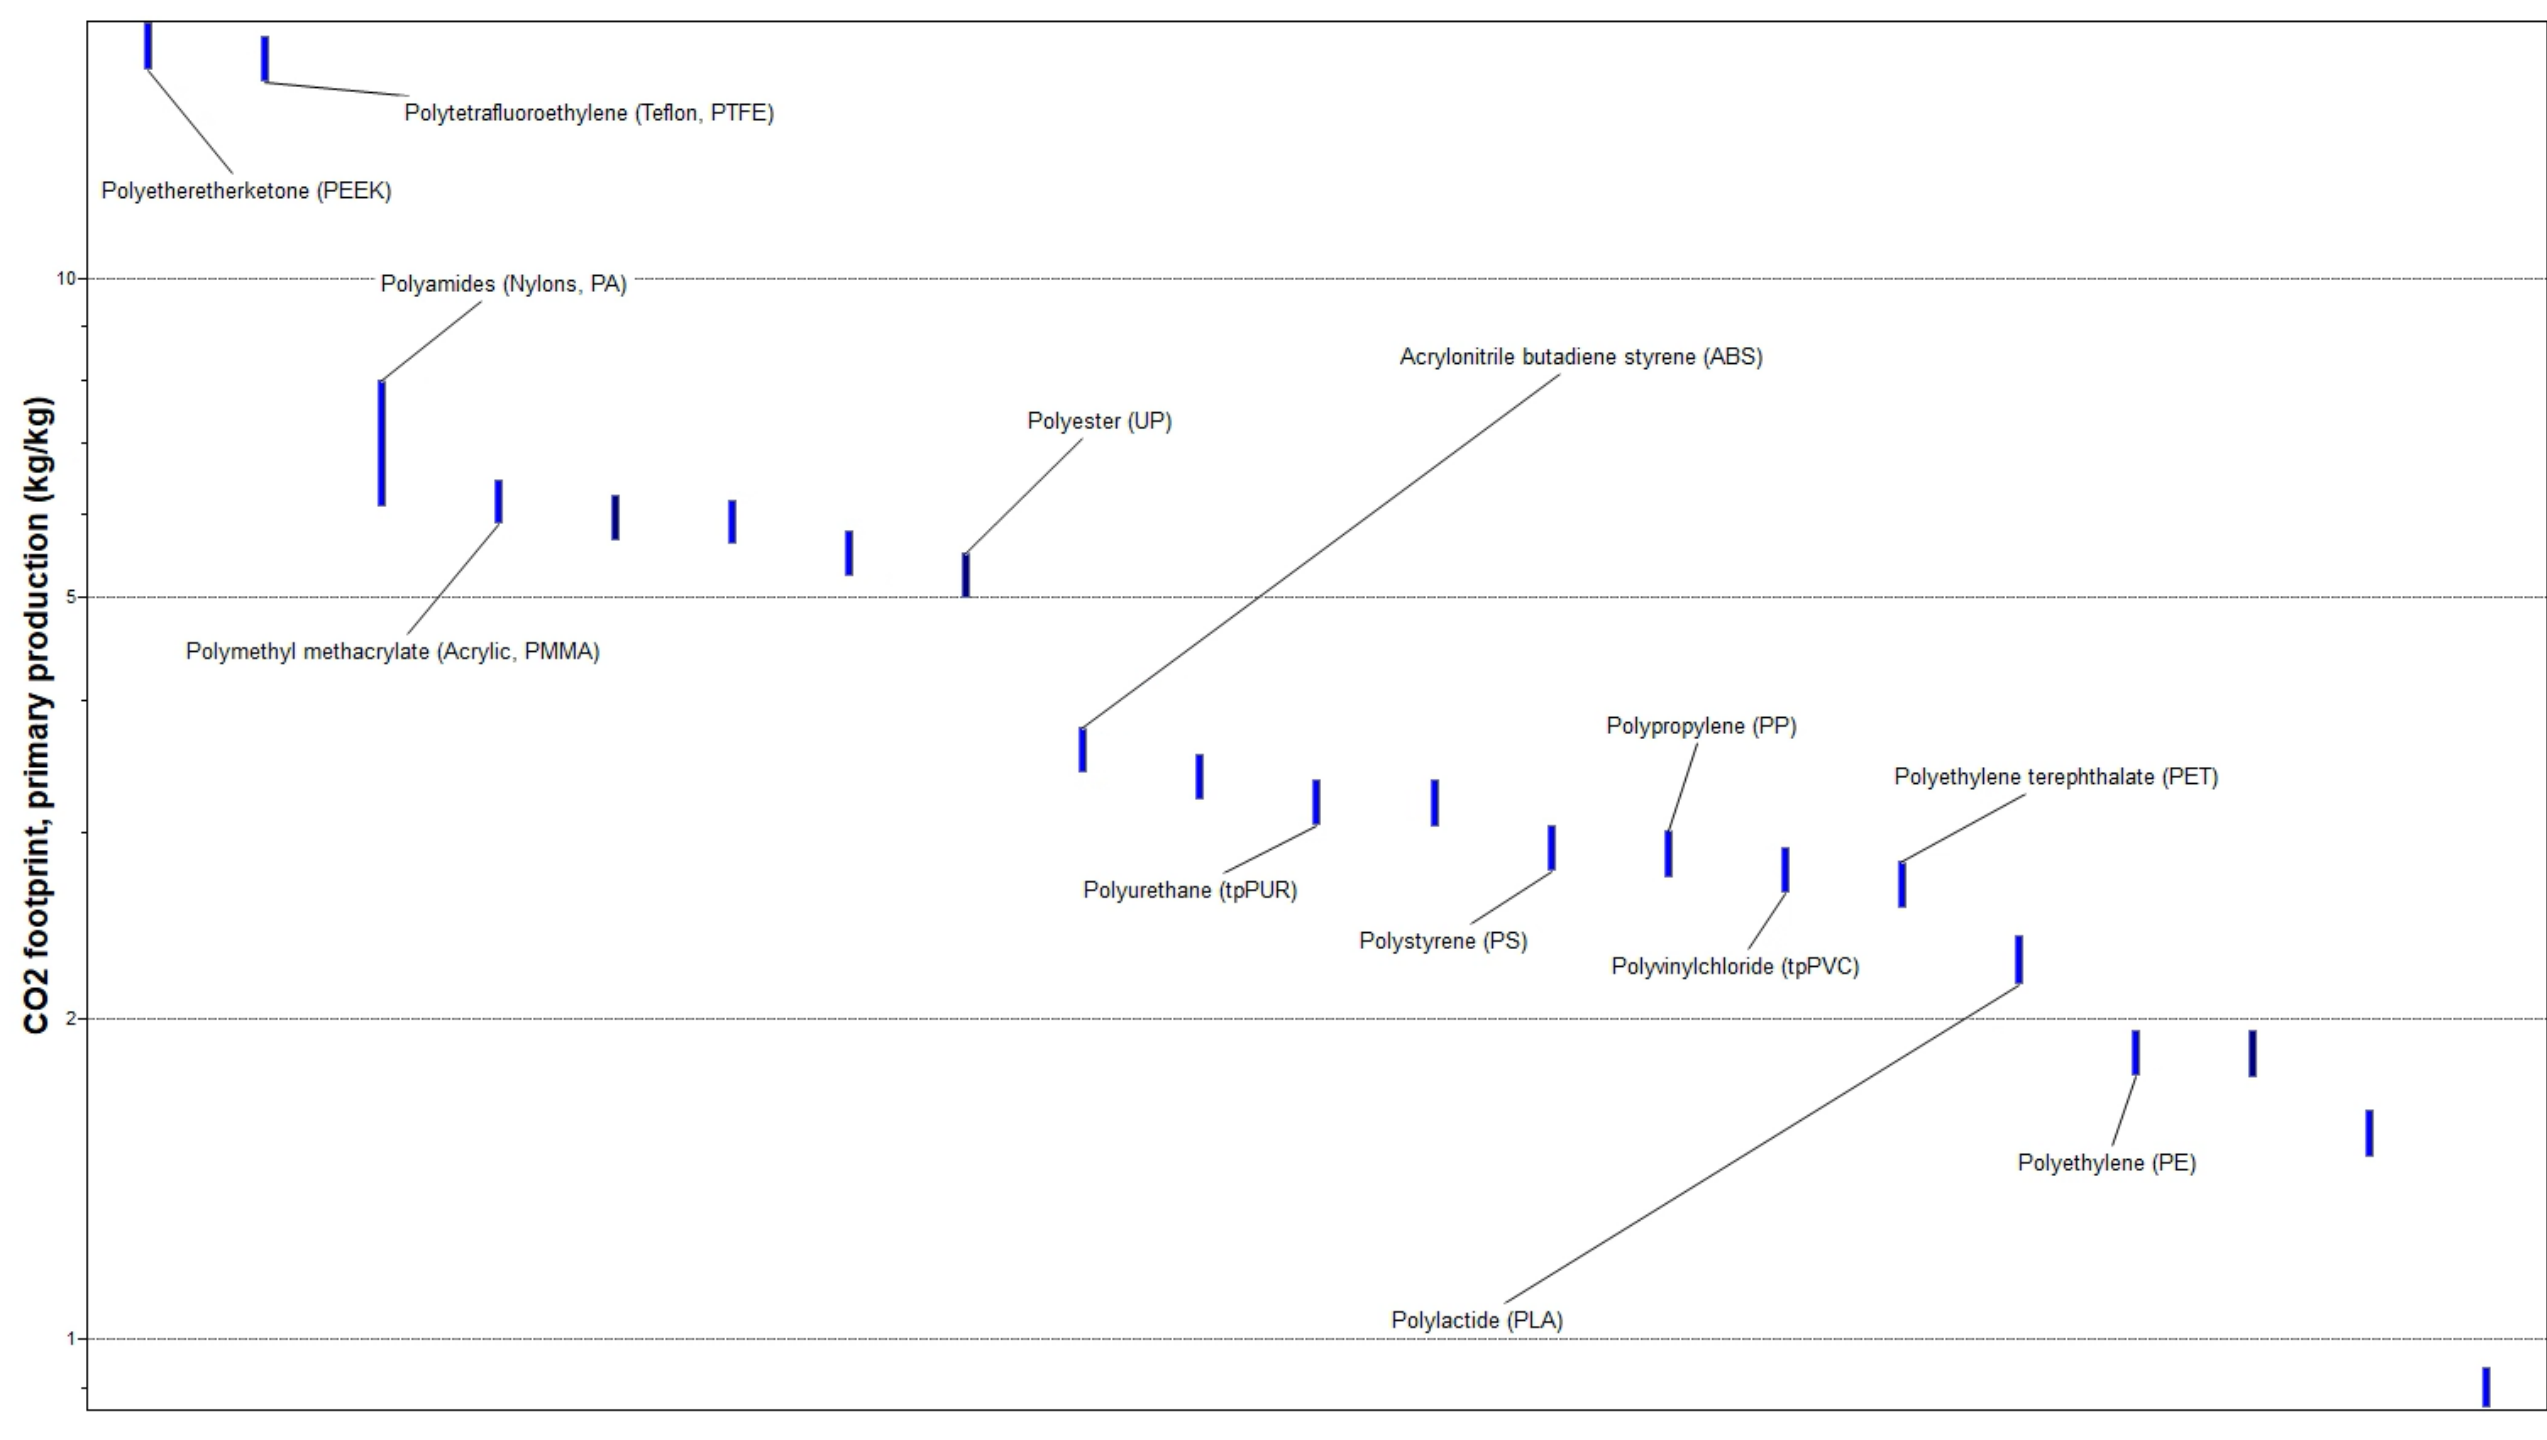 Polytetrafluoroethylene (Teflon, PTFE)
Polyetheretherketone (PEEK)
10
Polyamides (Nylons, PA)
Acrylonitrile butadiene styrene (ABS)
Polyester (UP)
CO2 footprint, primary production (kg/kg)
5
Polymethyl methacrylate (Acrylic, PMMA)
Polypropylene (PP)
Polyethylene terephthalate (PET)
Polyurethane (tpPUR)
Polystyrene (PS)
Polyvinylchloride (tpPVC)
2
Polyethylene (PE)
Polylactide (PLA)
1